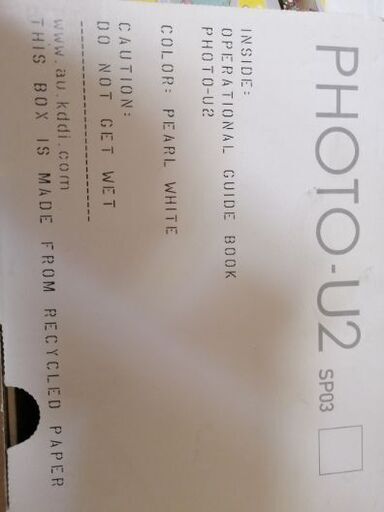 PHOTO-U2 SP03
INSIDE:
OPERATIONAL GUIDE BOOK
PHOTO-U2
COLOR: PEARL WHITE
CAUTION:
DO NOT GET WET
--------------------
www.au.kddi.com
THIS BOX IS MADE FROM RECYCLED PAPER